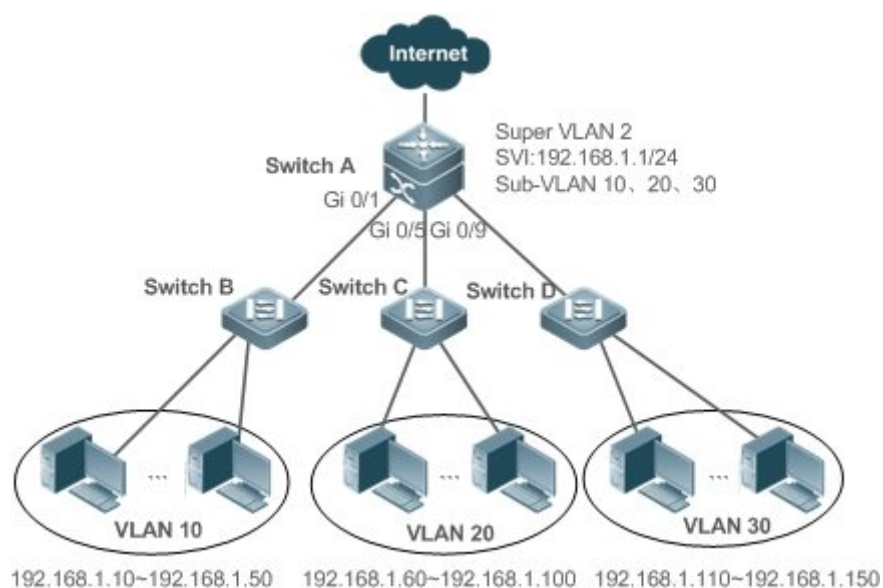 Internet
Super VLAN 2
SVI:192.168.1.1/24
Sub-VLAN 10、20、30
Switch A
Gi 0/1
Gi 0/5
Gi 0/9
Switch B
Switch C
Switch D
...
...
...
VLAN 10
VLAN 20
VLAN 30
192.168.1.10~192.168.1.50
192.168.1.60~192.168.1.100
192.168.1.110~192.168.1.150